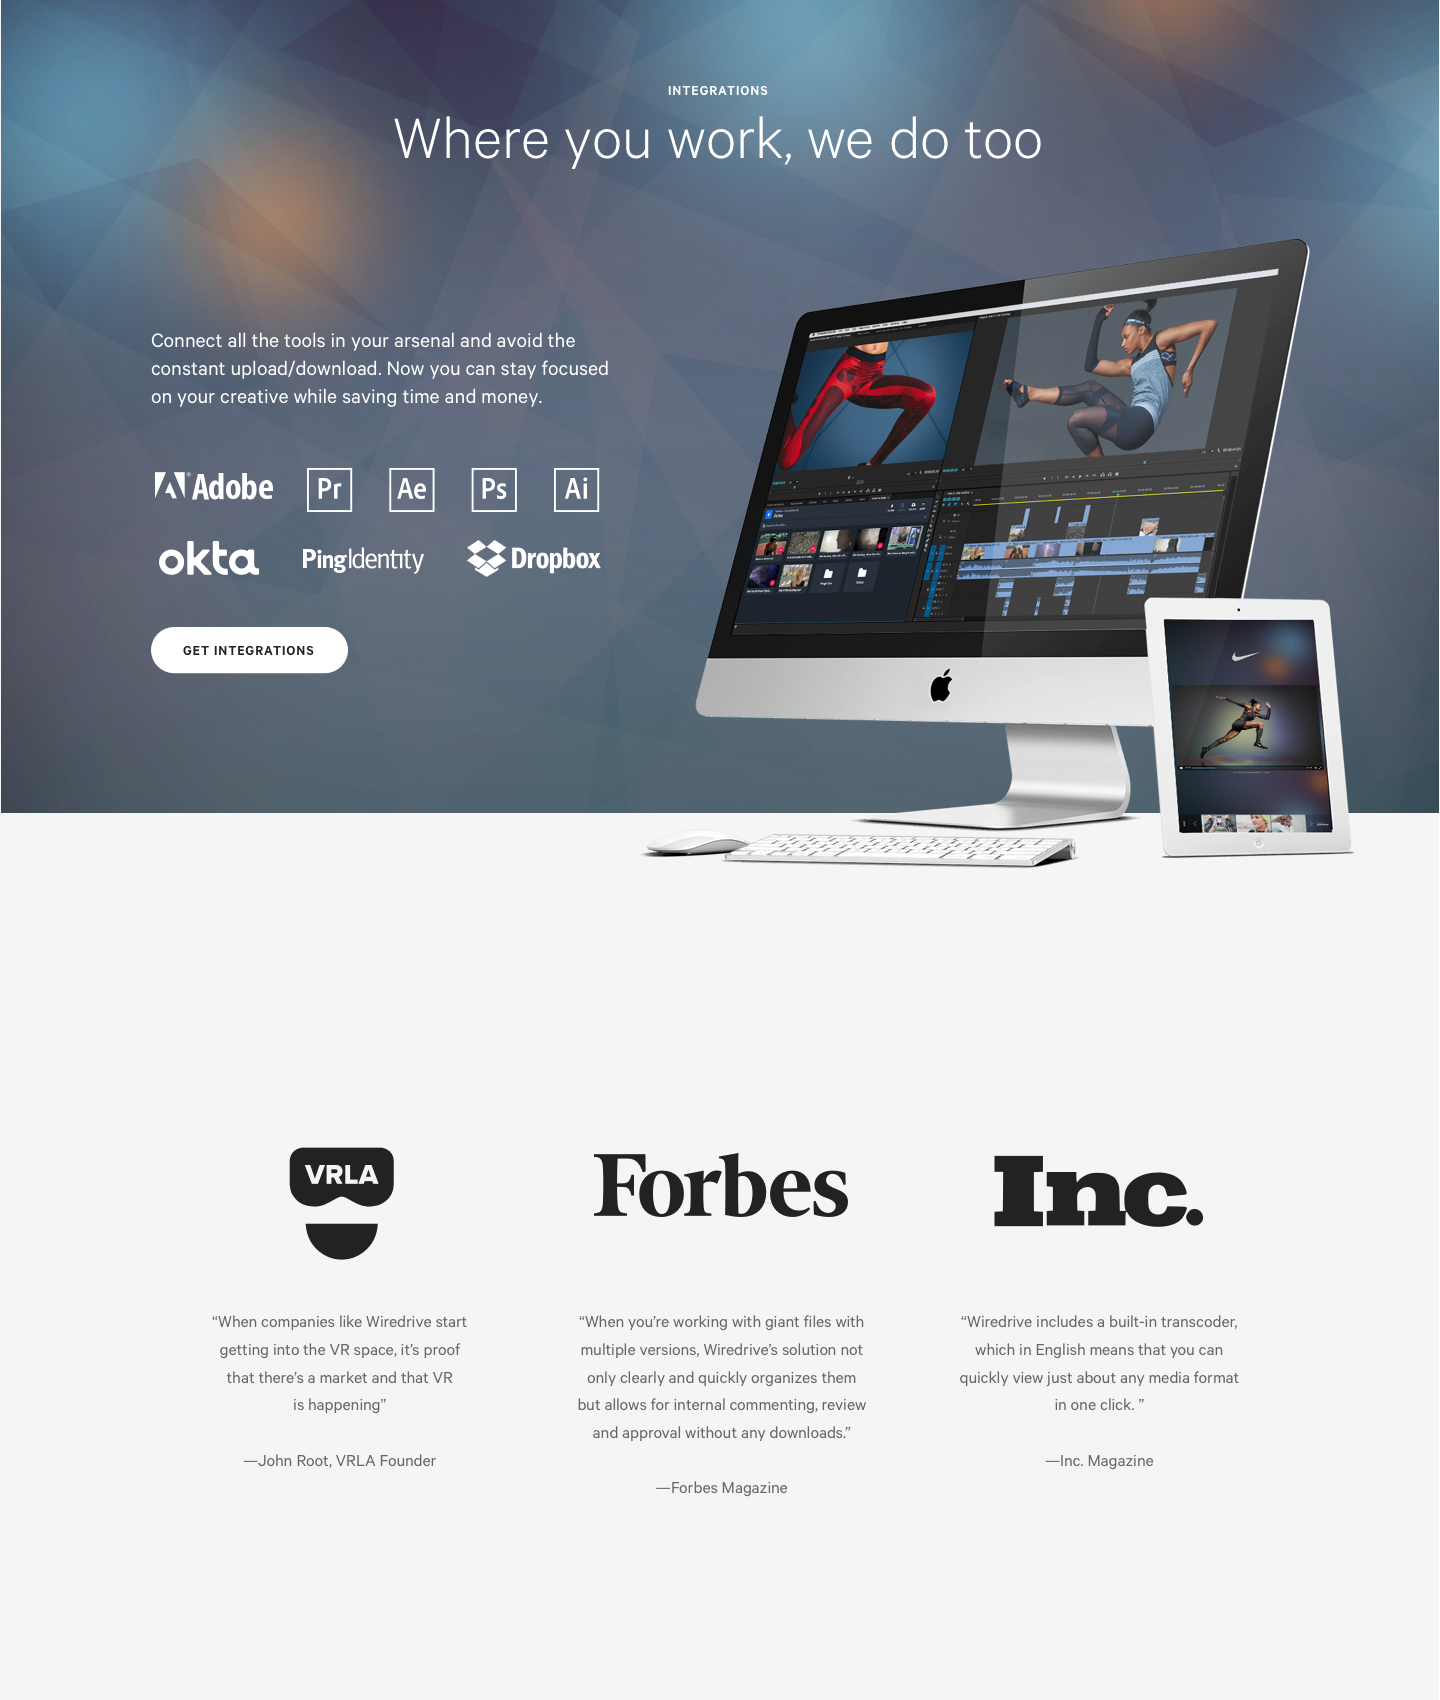 INTEGRATIONS
Where you work, we do too
Connect all the tools in your arsenal and avoid the
constant upload/download. Now you can stay focused
on your creative while saving time and money.
Adobe Pr Ae Ps Ai
okta PingIdentity Dropbox
GET INTEGRATIONS
VRLA
Forbes
Inc.
“When companies like Wiredrive start
getting into the VR space, it’s proof
that there’s a market and that VR
is happening”
—John Root, VRLA Founder
“When you’re working with giant files with
multiple versions, Wiredrive’s solution not
only clearly and quickly organizes them
but allows for internal commenting, review
and approval without any downloads.”
—Forbes Magazine
“Wiredrive includes a built-in transcoder,
which in English means that you can
quickly view just about any media format
in one click. ”
—Inc. Magazine